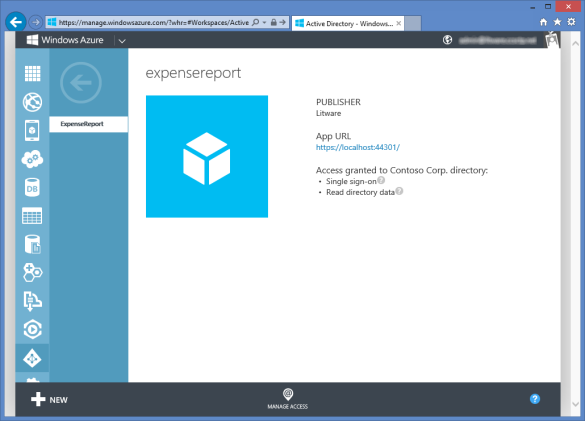 https://manage.windowsazure.com/?whr=#Workspaces/Active
Active Directory - Windows...
Windows Azure
expensereport
ExpenseReport
PUBLISHER
Litware
App URL
https://localhost:44301/
Access granted to Contoso Corp. directory:
• Single sign-on?
• Read directory data?
DB
NEW
MANAGE ACCESS
?